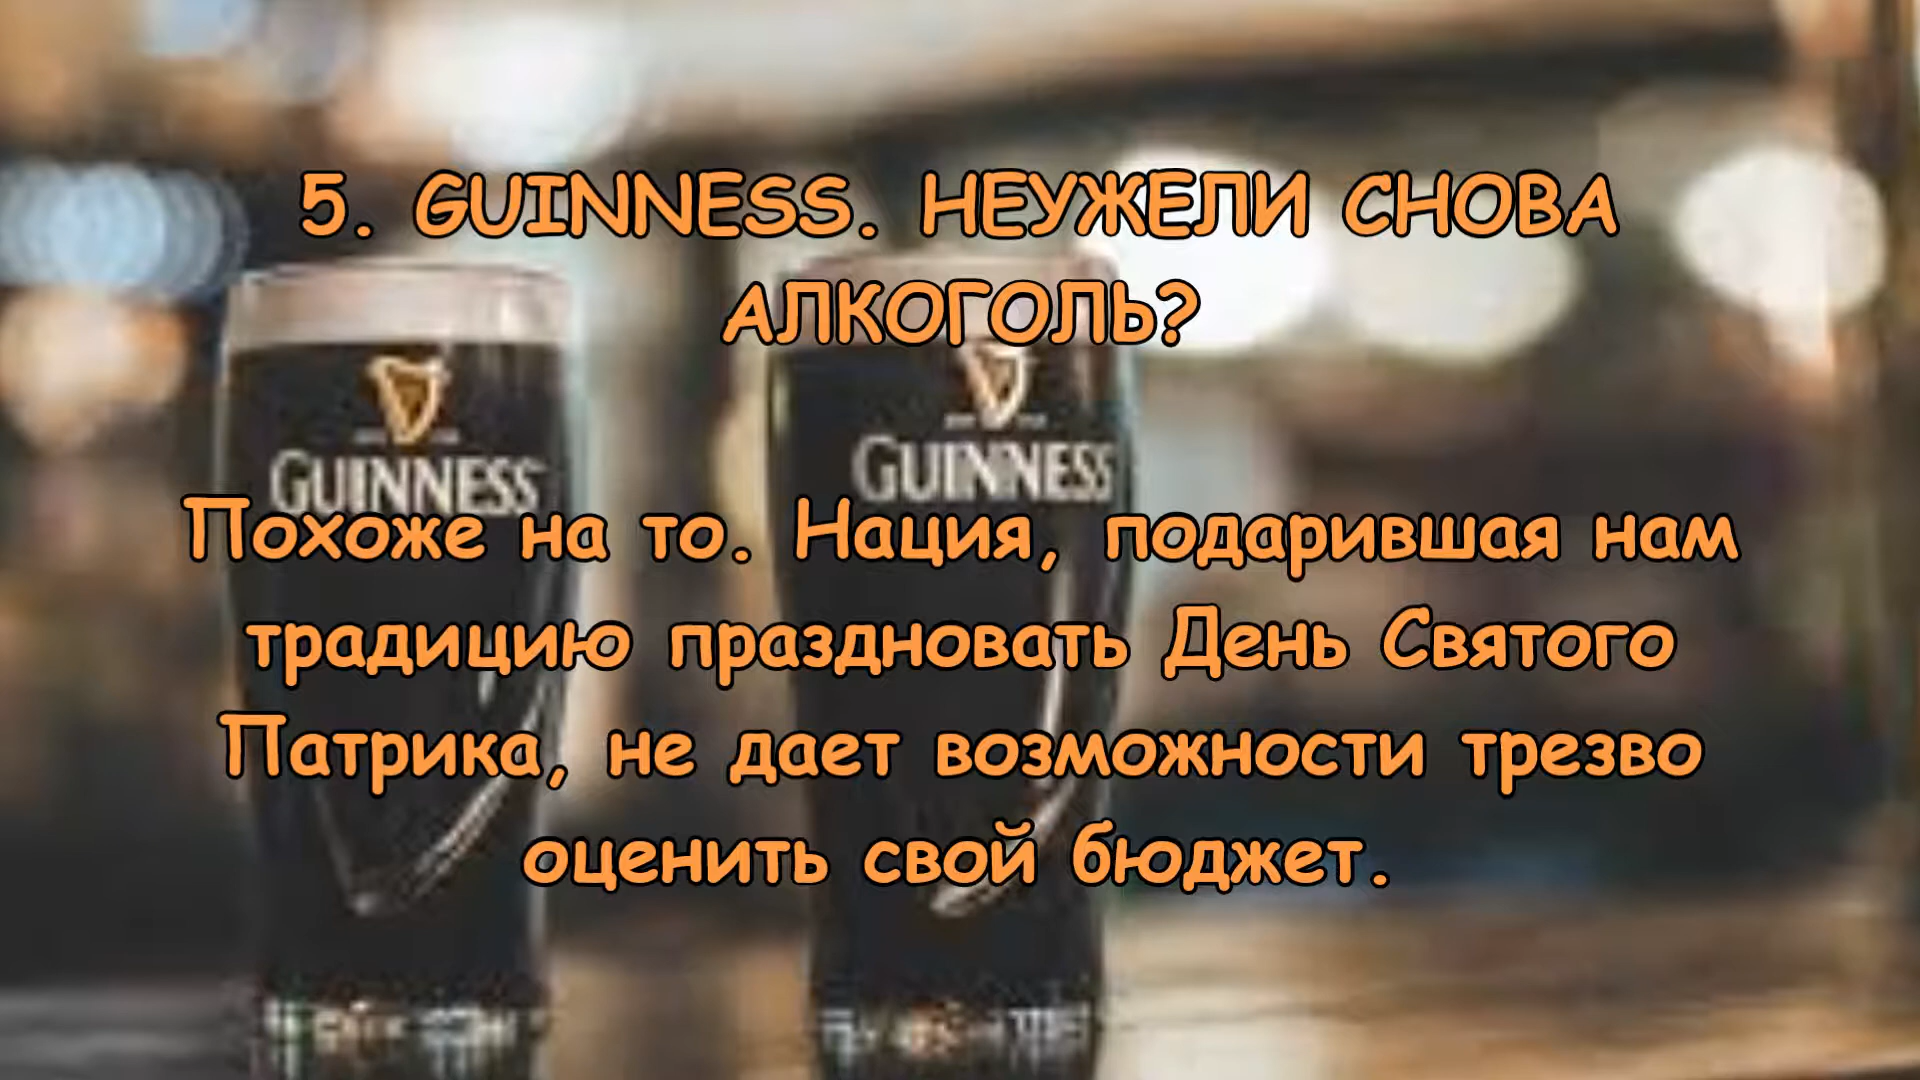 5. GUINNESS. НЕУЖЕЛИ СНОВА
АЛКОГОЛЬ?
GUINNESS
GUINNESS
Похоже на то. Нация, подарившая нам
традицию праздновать День Святого
Патрика, не дает возможности трезво
оценить свой бюджет.